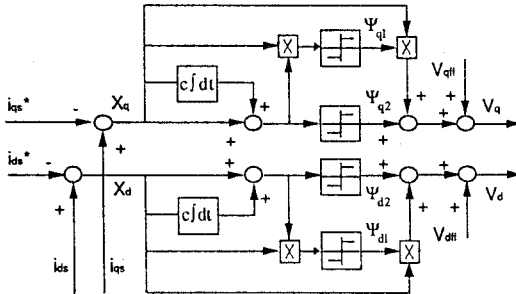 Ψq1
X
X
Vqff
c∫dt
iqs*
-
Xq
+
+
Ψq2
+
+
Vq
+
+
+
ids*
-
+
+
+
Vd
Xd
+
Ψd2
+
+
+
c∫dt
Ψd1
X
X
Vdff
ids
iqs